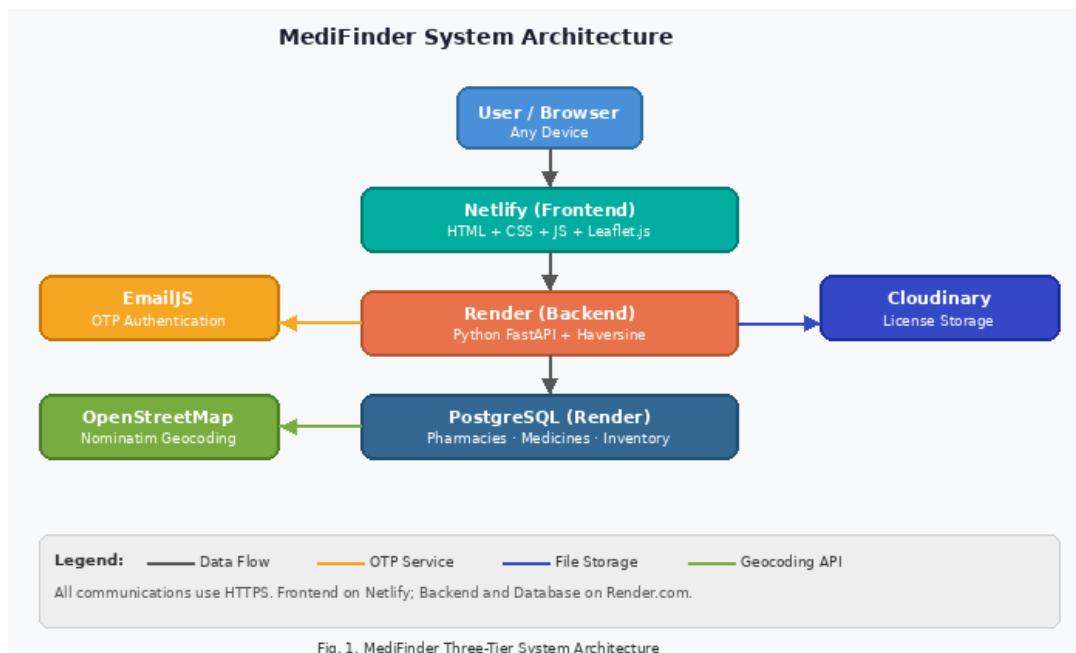 MediFinder System Architecture
User / Browser
Any Device
Netlify (Frontend)
HTML + CSS + JS + Leaflet.js
EmailJS
OTP Authentication
Render (Backend)
Python FastAPI + Haversine
Cloudinary
License Storage
OpenStreetMap
Nominatim Geocoding
PostgreSQL (Render)
Pharmacies · Medicines · Inventory
Legend: Data Flow OTP Service File Storage Geocoding API
All communications use HTTPS. Frontend on Netlify; Backend and Database on Render.com.
Fig. 1. MediFinder Three-Tier System Architecture